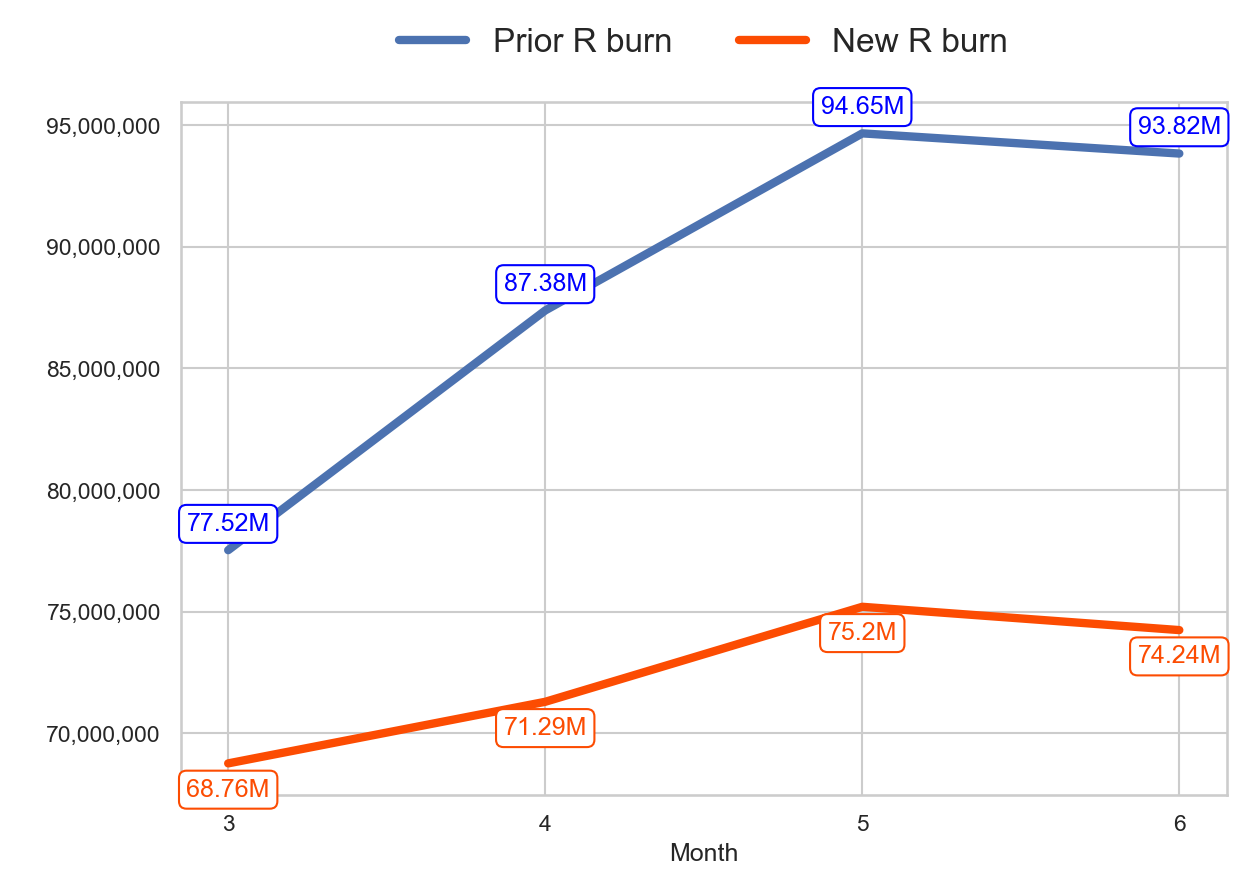 Prior R burn New R burn
94.65M
95,000,000
93.82M
90,000,000
87.38M
85,000,000
77.52M
80,000,000
75,000,000
75.2M
74.24M
71.29M
70,000,000
68.76M
3 4 5 6
Month